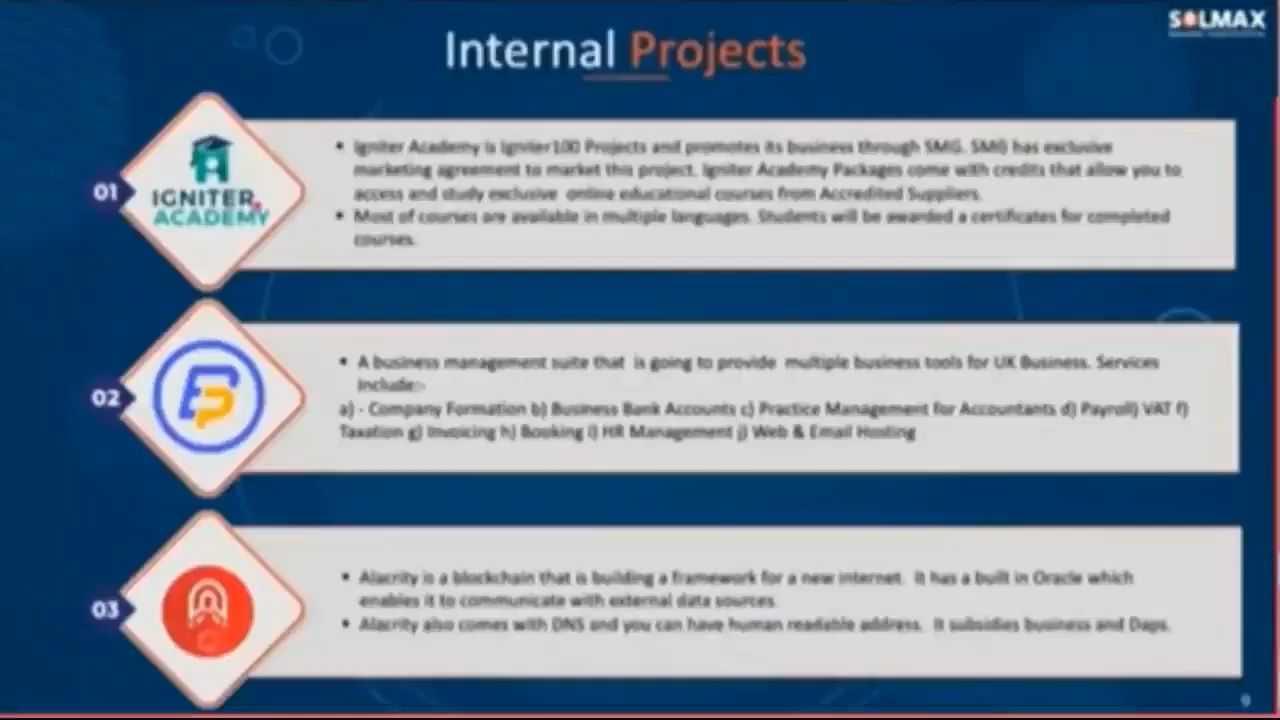 SOLMAX
Internal Projects
01
IGNITER
ACADEMY
• Igniter Academy is Igniter100 Projects and promotes its business through SMG. SMG has exclusive
marketing agreement to market this project. Igniter Academy Packages come with credits that allow you to
access and study exclusive online educational courses from Accredited Suppliers.
• Most of courses are available in multiple languages. Students will be awarded a certificates for completed
courses.
02
• A business management suite that is going to provide multiple business tools for UK Business. Services
Include:-
a) - Company Formation b) Business Bank Accounts c) Practice Management for Accountants d) Payroll) VAT f)
Taxation g) Invoicing h) Booking i) HR Management j) Web & Email Hosting
03
• Alacrity is a blockchain that is building a framework for a new internet. It has a built in Oracle which
enables it to communicate with external data sources.
• Alacrity also comes with DNS and you can have human readable address. It subsidies business and Daps.
9